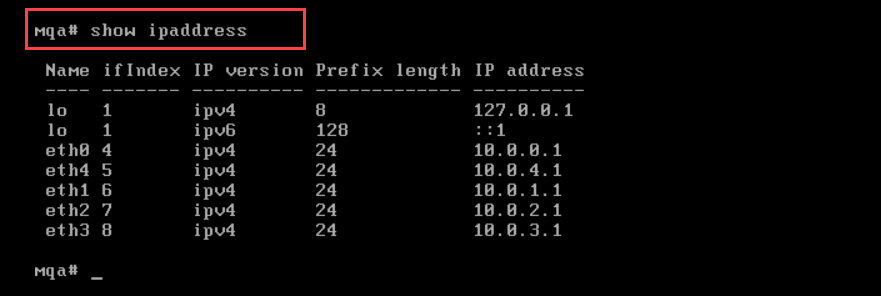 mqa# show ipaddress
Name ifIndex IP version Prefix length IP address
---- ------- ---------- ------------- ----------
lo 1 ipv4 8 127.0.0.1
lo 1 ipv6 128 ::1
eth0 4 ipv4 24 10.0.0.1
eth4 5 ipv4 24 10.0.4.1
eth1 6 ipv4 24 10.0.1.1
eth2 7 ipv4 24 10.0.2.1
eth3 8 ipv4 24 10.0.3.1
mqa# _